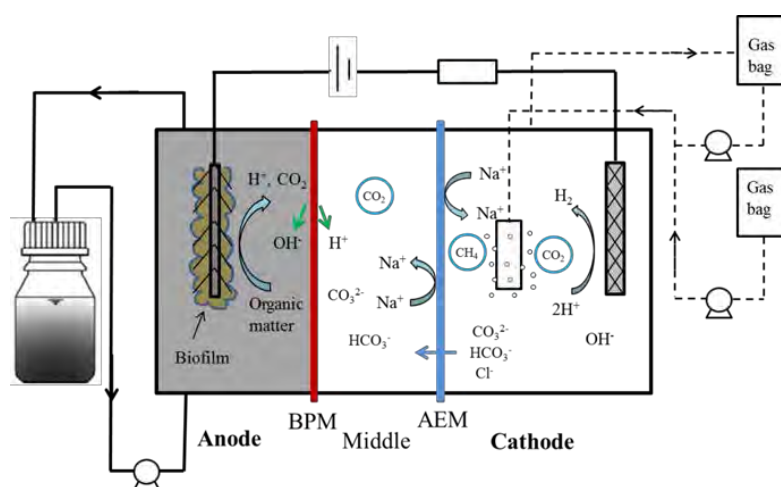 Gas
bag
Gas
bag
H⁺, CO₂
OH⁻
H⁺
CO₂
Na⁺
Na⁺
H₂
CH₄
CO₂
Na⁺
Na⁺
CO₃²⁻
Organic
matter
2H⁺
Biofilm
HCO₃⁻
CO₃²⁻
HCO₃⁻
Cl⁻
OH⁻
Anode
BPM
Middle
AEM
Cathode